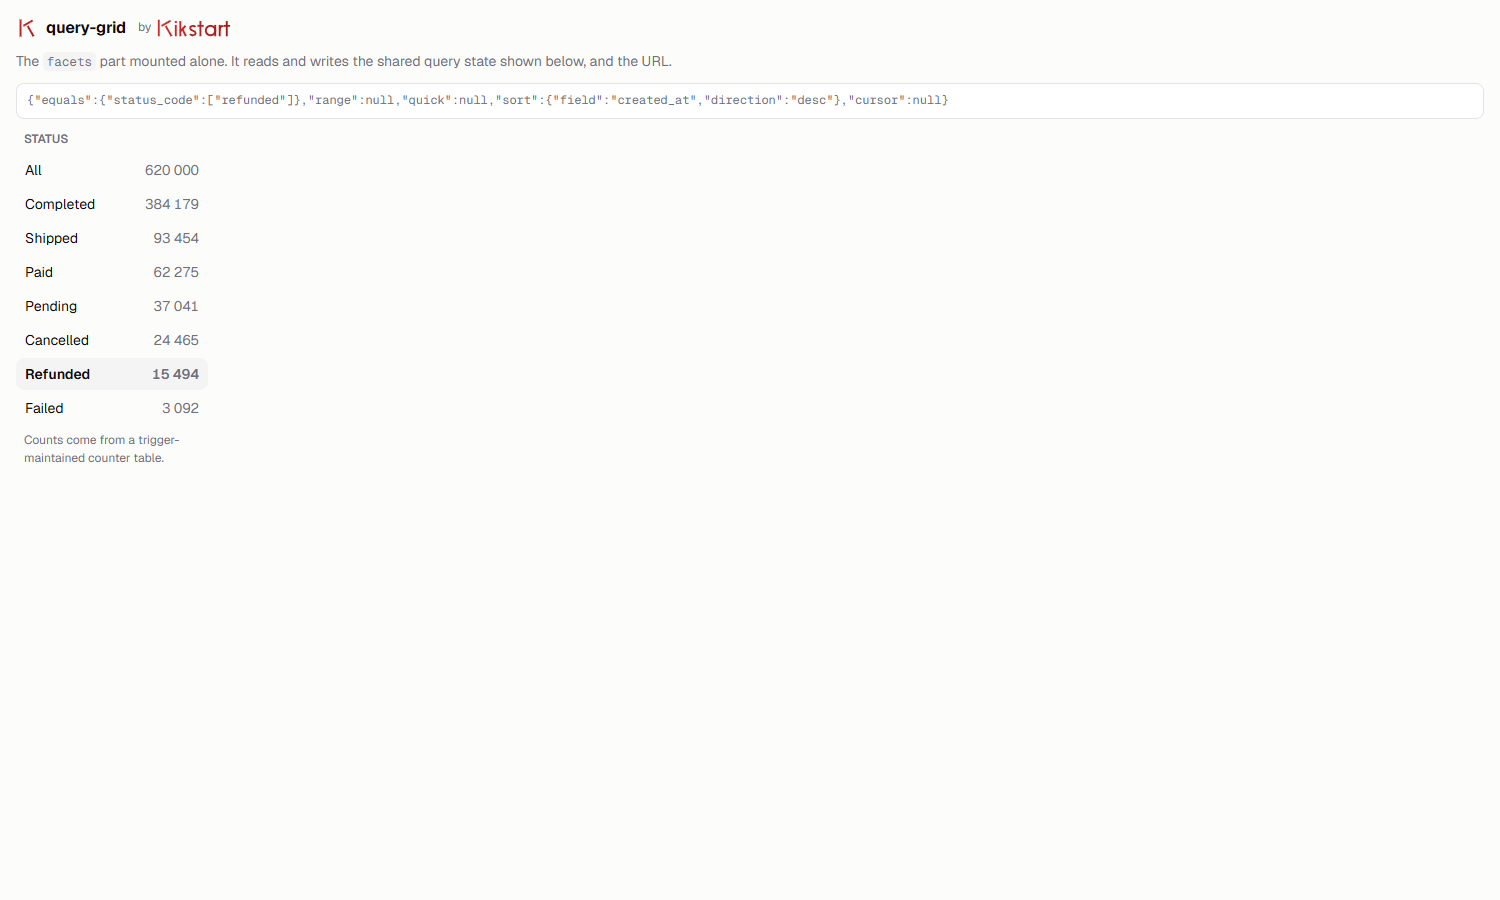 query-grid by Kikstart
The facets part mounted alone. It reads and writes the shared query state shown below, and the URL.
{"equals":{"status_code":["refunded"]},"range":null,"quick":null,"sort":{"field":"created_at","direction":"desc"},"cursor":null}
STATUS
All 620 000
Completed 384 179
Shipped 93 454
Paid 62 275
Pending 37 041
Cancelled 24 465
Refunded 15 494
Failed 3 092
Counts come from a trigger-
maintained counter table.